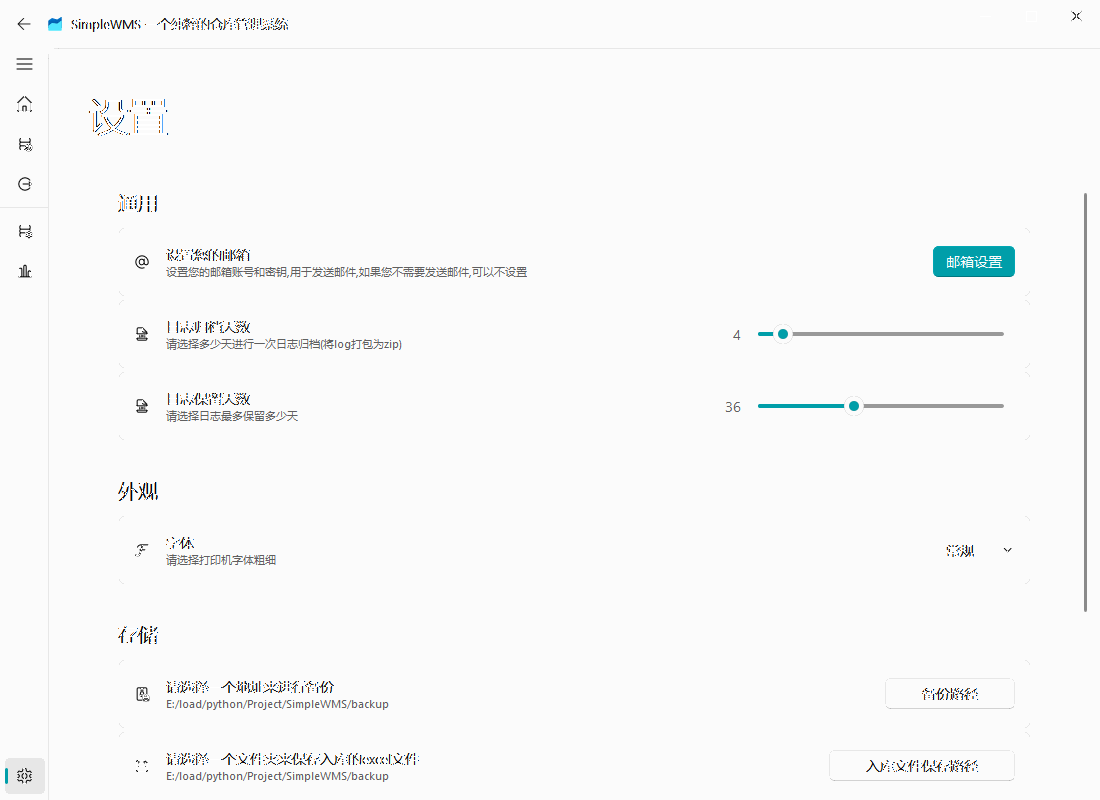 SimpleWMS - 一个纯粹的仓库管理系统
设置
通用
设置您的邮箱
设置您的邮箱账号和密钥,用于发送邮件,如果您不需要发送邮件,可以不设置
邮箱设置
日志归档天数
请选择多少天进行一次日志归档(将log打包为zip)
4
日志保留天数
请选择日志最多保留多少天
36
外观
字体
请选择打印机字体粗细
常规
存储
请选择一个地址来进行备份
E:/load/python/Project/SimpleWMS/backup
备份路径
请选择一个文件夹来保存入库的excel文件
E:/load/python/Project/SimpleWMS/backup
入库文件保存路径